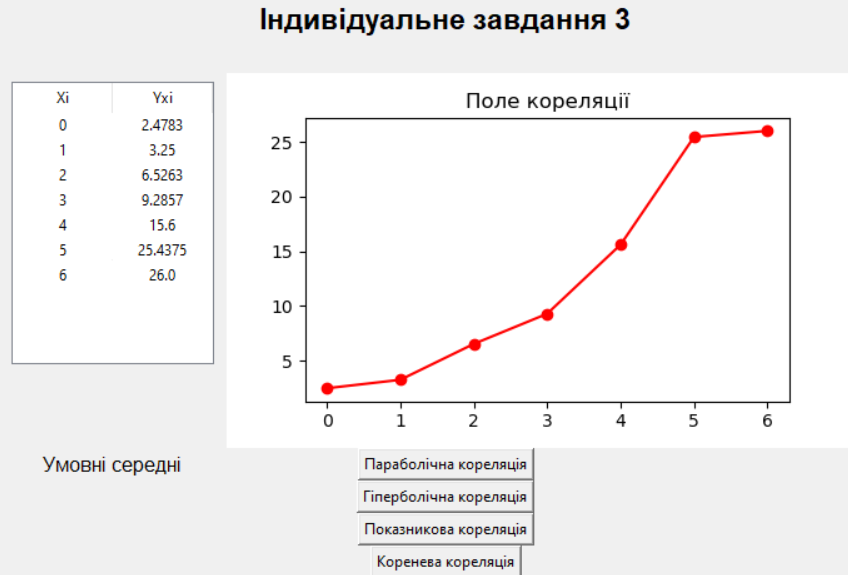 Індивідуальне завдання 3
Xi Yxi
0 2.4783
1 3.25
2 6.5263
3 9.2857
4 15.6
5 25.4375
6 26.0
Поле кореляції
25
20
15
10
5
0 1 2 3 4 5 6
Умовні середні
Параболічна кореляція
Гіперболічна кореляція
Показникова кореляція
Коренева кореляція